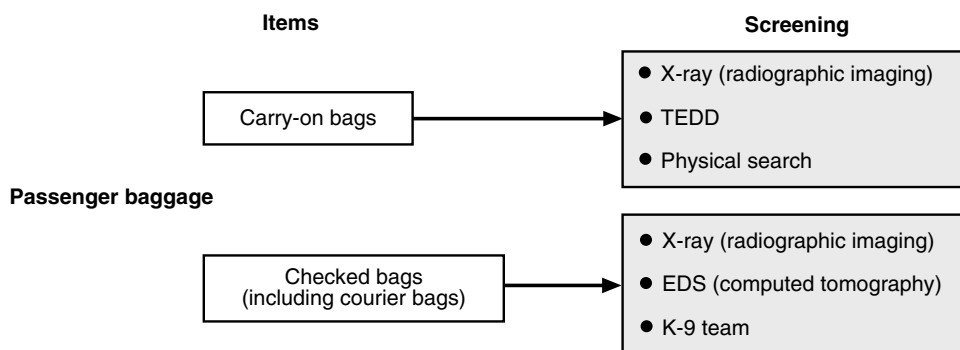 Items
Screening
Carry-on bags
● X-ray (radiographic imaging)
● TEDD
● Physical search
Passenger baggage
Checked bags
(including courier bags)
● X-ray (radiographic imaging)
● EDS (computed tomography)
● K-9 team